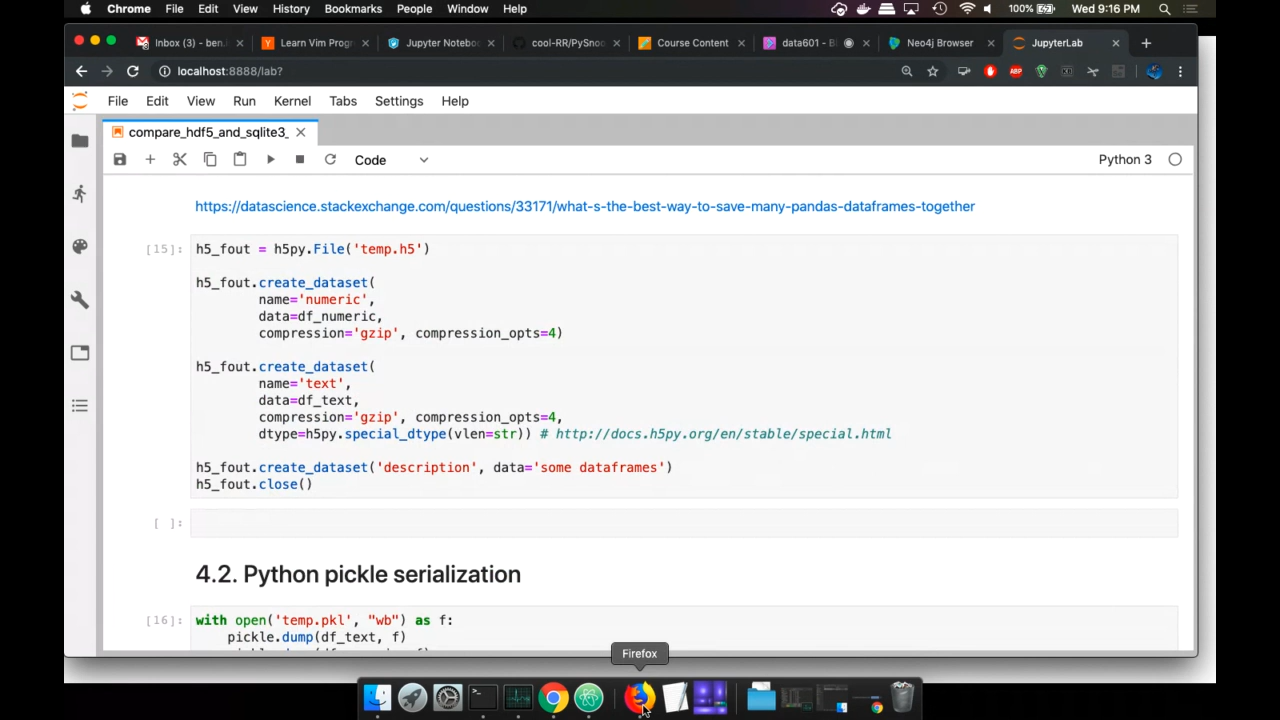 Chrome File Edit View History Bookmarks People Window Help 100% Wed 9:16 PM
Inbox (3) - ben. Learn Vim Prog Jupyter Notebo cool-RR/PySnoo Course Content data601 - Bl Neo4j Browser JupyterLab
localhost:8888/lab?
File Edit View Run Kernel Tabs Settings Help
compare_hdf5_and_sqlite3_
Code Python 3
https://datascience.stackexchange.com/questions/33171/what-s-the-best-way-to-save-many-pandas-dataframes-together
[15]: h5_fout = h5py.File('temp.h5')
h5_fout.create_dataset(
name='numeric',
data=df_numeric,
compression='gzip', compression_opts=4)
h5_fout.create_dataset(
name='text',
data=df_text,
compression='gzip', compression_opts=4,
dtype=h5py.special_dtype(vlen=str)) # http://docs.h5py.org/en/stable/special.html
h5_fout.create_dataset('description', data='some dataframes')
h5_fout.close()
[ ]:
4.2. Python pickle serialization
[16]: with open('temp.pkl', "wb") as f:
pickle.dump(df_text, f)
Firefox